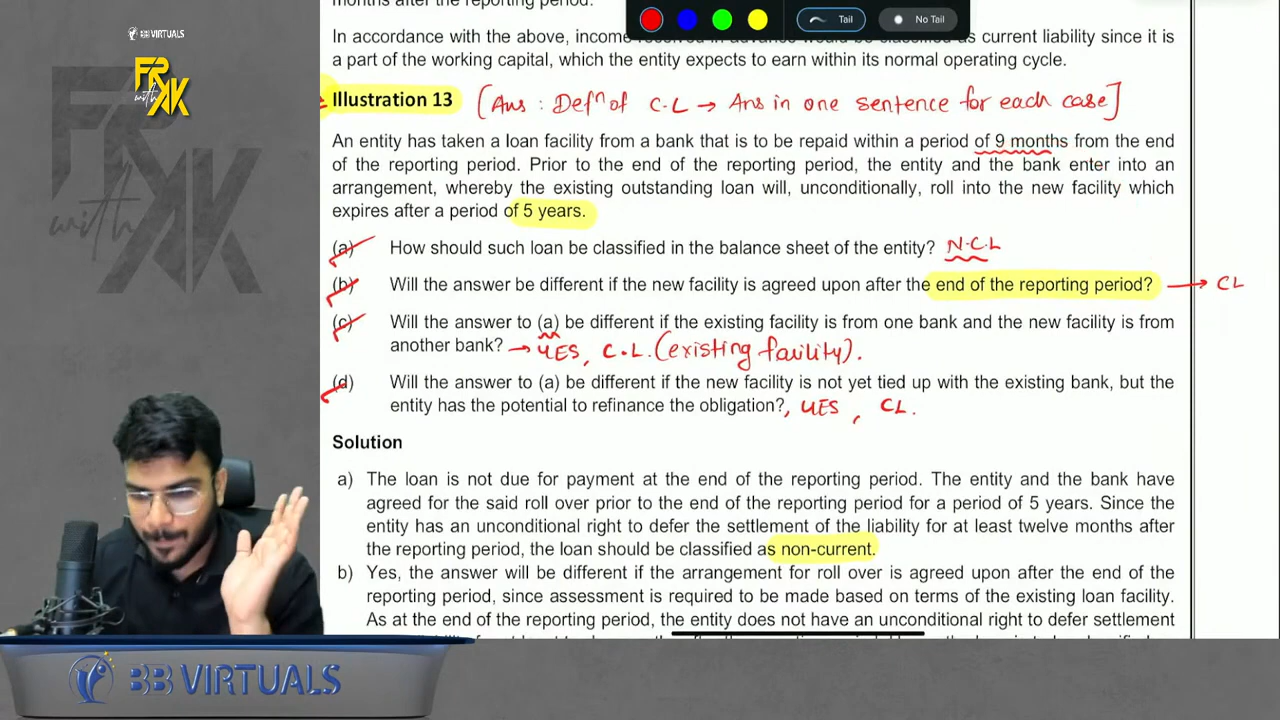 months after the reporting period.
Tail
No Tail
In accordance with the above, income received in advance would be classified as current liability since it is
a part of the working capital, which the entity expects to earn within its normal operating cycle.
BB VIRTUALS
FR
with
AK
Illustration 13 [Ans : Defn of C.L → Ans in one sentence for each case]
An entity has taken a loan facility from a bank that is to be repaid within a period of 9 months from the end
of the reporting period. Prior to the end of the reporting period, the entity and the bank enter into an
arrangement, whereby the existing outstanding loan will, unconditionally, roll into the new facility which
expires after a period of 5 years.
(a) How should such loan be classified in the balance sheet of the entity? N.C.L
(b) Will the answer be different if the new facility is agreed upon after the end of the reporting period? → CL
(c) Will the answer to (a) be different if the existing facility is from one bank and the new facility is from
another bank? → YES, C.L. (existing facility).
(d) Will the answer to (a) be different if the new facility is not yet tied up with the existing bank, but the
entity has the potential to refinance the obligation?, YES, CL.
Solution
a) The loan is not due for payment at the end of the reporting period. The entity and the bank have
agreed for the said roll over prior to the end of the reporting period for a period of 5 years. Since the
entity has an unconditional right to defer the settlement of the liability for at least twelve months after
the reporting period, the loan should be classified as non-current.
b) Yes, the answer will be different if the arrangement for roll over is agreed upon after the end of the
reporting period, since assessment is required to be made based on terms of the existing loan facility.
As at the end of the reporting period, the entity does not have an unconditional right to defer settlement
BB VIRTUALS